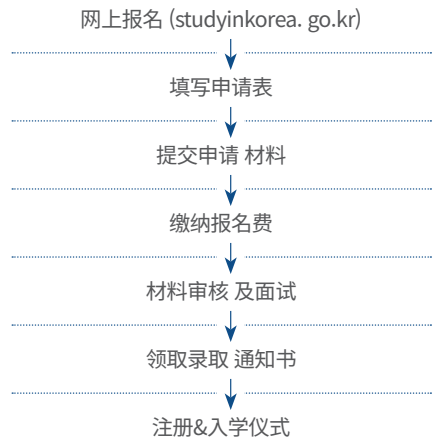 网上报名 (studyinkorea. go.kr)
填写申请表
提交申请 材料
缴纳报名费
材料审核 及面试
领取录取 通知书
注册&入学仪式